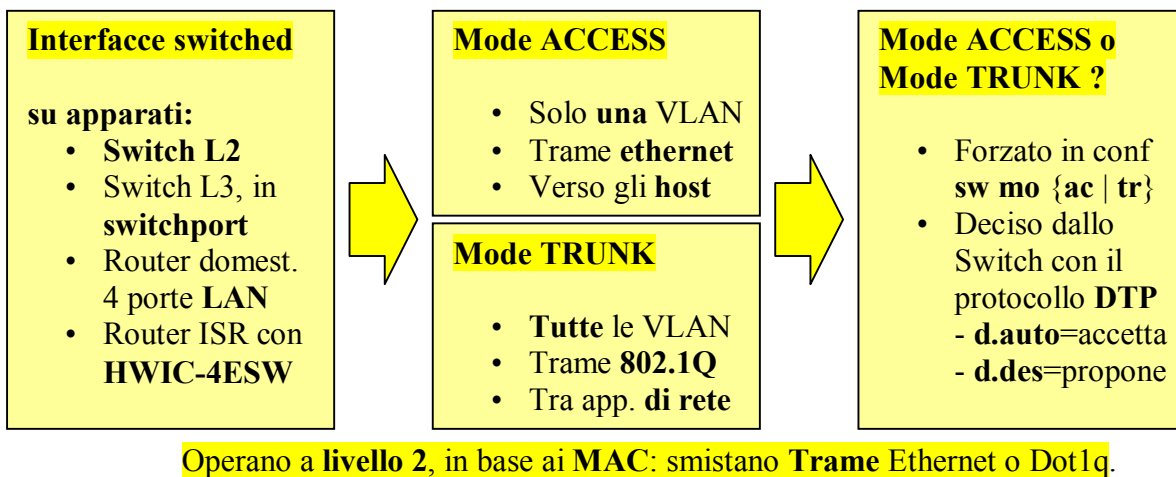 Interfacce switched
su apparati:
• Switch L2
• Switch L3, in
switchport
• Router domest.
4 porte LAN
• Router ISR con
HWIC-4ESW
Mode ACCESS
• Solo una VLAN
• Trame ethernet
• Verso gli host
Mode TRUNK
• Tutte le VLAN
• Trame 802.1Q
• Tra app. di rete
Mode ACCESS o
Mode TRUNK ?
• Forzato in conf
sw mo {ac | tr}
• Deciso dallo
Switch con il
protocollo DTP
- d.auto=accetta
- d.des=propone
Operano a livello 2, in base ai MAC: smistano Trame Ethernet o Dot1q.